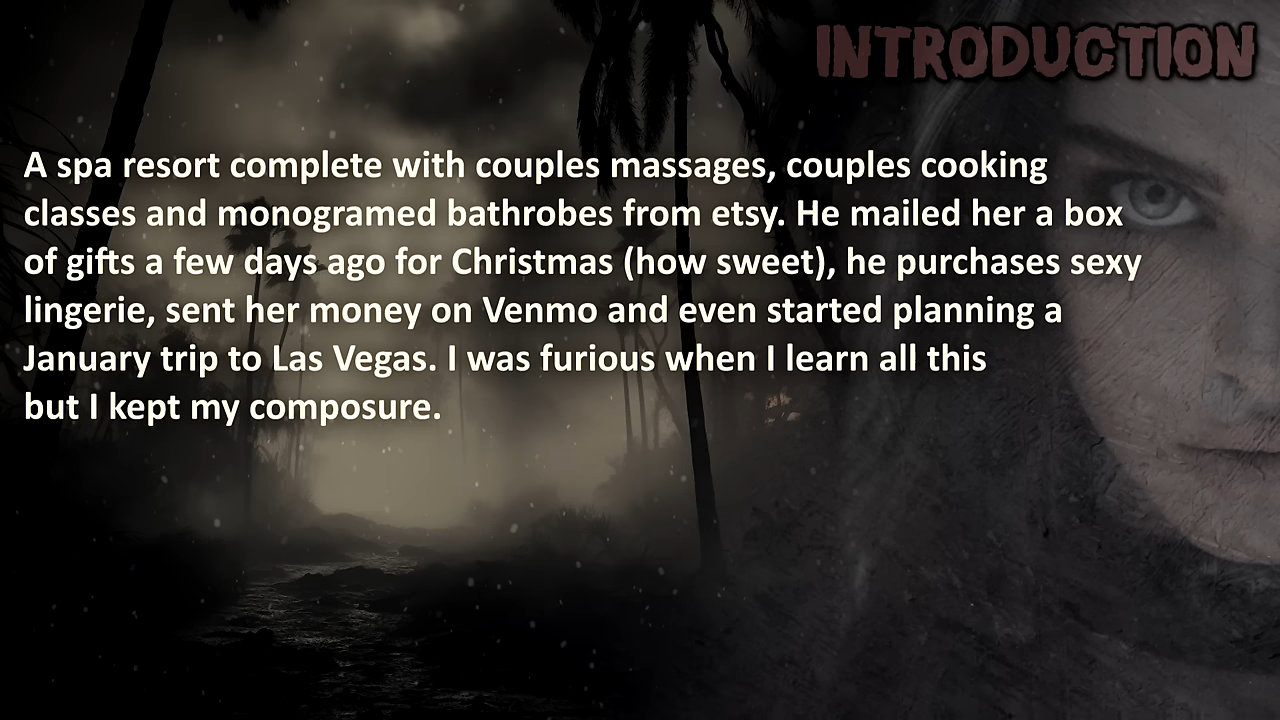 INTRODUCTION
A spa resort complete with couples massages, couples cooking
classes and monogramed bathrobes from etsy. He mailed her a box
of gifts a few days ago for Christmas (how sweet), he purchases sexy
lingerie, sent her money on Venmo and even started planning a
January trip to Las Vegas. I was furious when I learn all this
but I kept my composure.